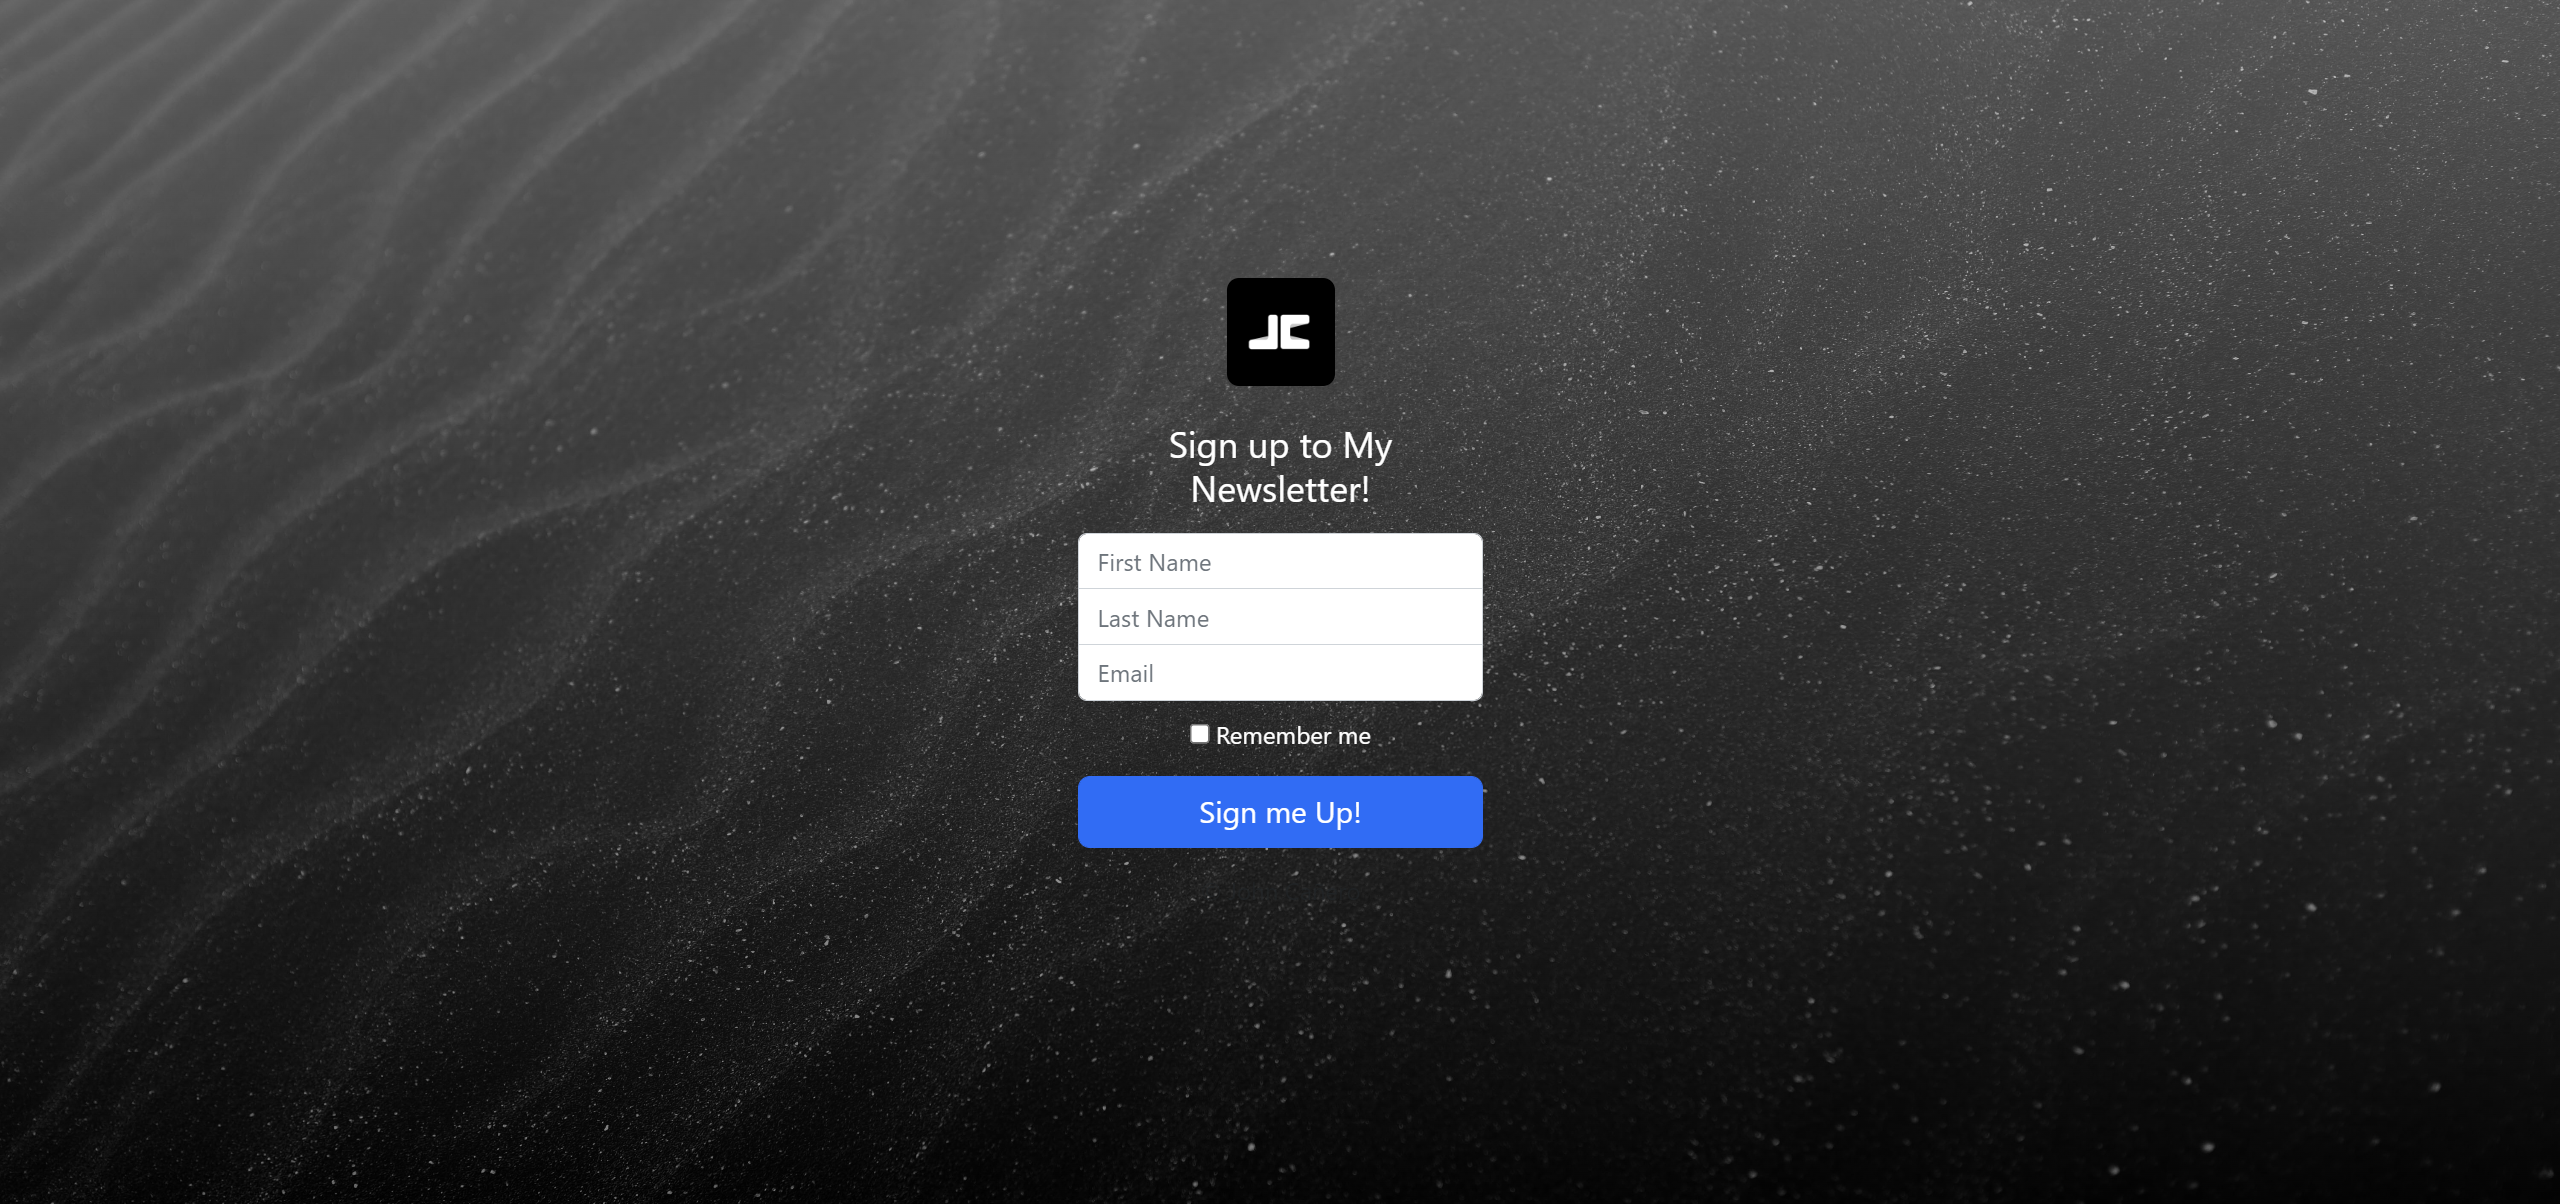 JC
Sign up to My
Newsletter!
First Name
Last Name
Email
Remember me
Sign me Up!